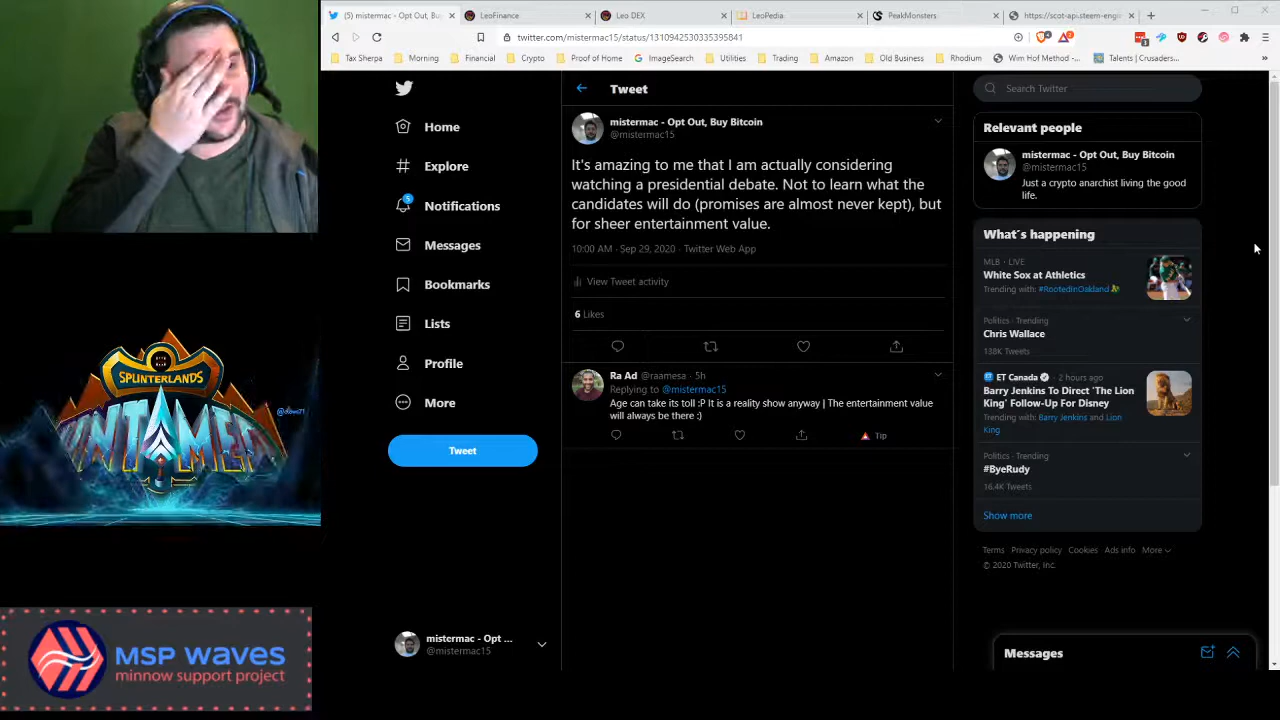 (5) mistermac - Opt Out, Bu
LeoFinance
Leo DEX
LeoPedia
PeakMonsters
https://scot-api.steem-engin
twitter.com/mistermac15/status/1310942530335395841
Tax Sherpa
Morning
Financial
Crypto
Proof of Home
ImageSearch
Utilities
Trading
Amazon
Old Business
Rhodium
Wim Hof Method - ...
Talents | Crusaders...
Home
Explore
5
Notifications
Messages
Bookmarks
Lists
Profile
More
Tweet
mistermac - Opt ...
@mistermac15
Tweet
mistermac - Opt Out, Buy Bitcoin
@mistermac15
It's amazing to me that I am actually considering
watching a presidential debate. Not to learn what the
candidates will do (promises are almost never kept), but
for sheer entertainment value.
10:00 AM · Sep 29, 2020 · Twitter Web App
View Tweet activity
6 Likes
Ra Ad @raamesa · 5h
Replying to @mistermac15
Age can take its toll :P It is a reality show anyway | The entertainment value
will always be there :)
Tip
Search Twitter
Relevant people
mistermac - Opt Out, Buy Bitcoin
@mistermac15
Just a crypto anarchist living the good
life.
What's happening
MLB · LIVE
White Sox at Athletics
Trending with: #RootedInOakland
Politics · Trending
Chris Wallace
138K Tweets
ET Canada · 2 hours ago
Barry Jenkins To Direct 'The Lion
King' Follow-Up For Disney
Trending with: Barry Jenkins and Lion
King
Politics · Trending
#ByeRudy
16.4K Tweets
Show more
Terms Privacy policy Cookies Ads info More
© 2020 Twitter, Inc.
Messages
SPLINTERLANDS
UNTAMED
MSP WAVES
minnow support project